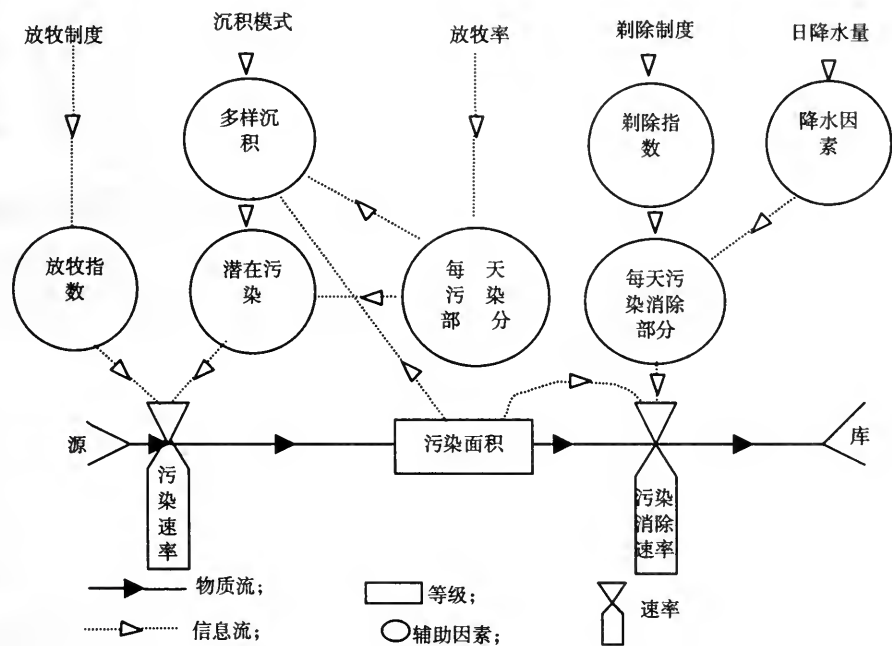 放牧制度
沉积模式
放牧率
剃除制度
日降水量
多样沉
积
剃除指
数
降水因
素
放牧指
数
潜在污
染
每 天
污 染
部 分
每天污
染消除
部分
源
污染面积
库
污
染
速
率
污染
消除
速率
物质流;
等级;
速率
信息流;
辅助因素;